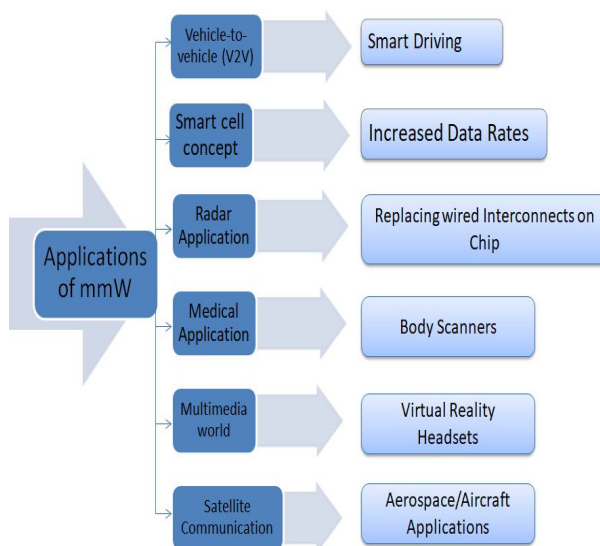 Applications
of mmW
Vehicle-to-
vehicle (V2V)
Smart Driving
Smart cell
concept
Increased Data Rates
Radar
Application
Replacing wired Interconnects on
Chip
Medical
Application
Body Scanners
Multimedia
world
Virtual Reality
Headsets
Satellite
Communication
Aerospace/Aircraft
Applications